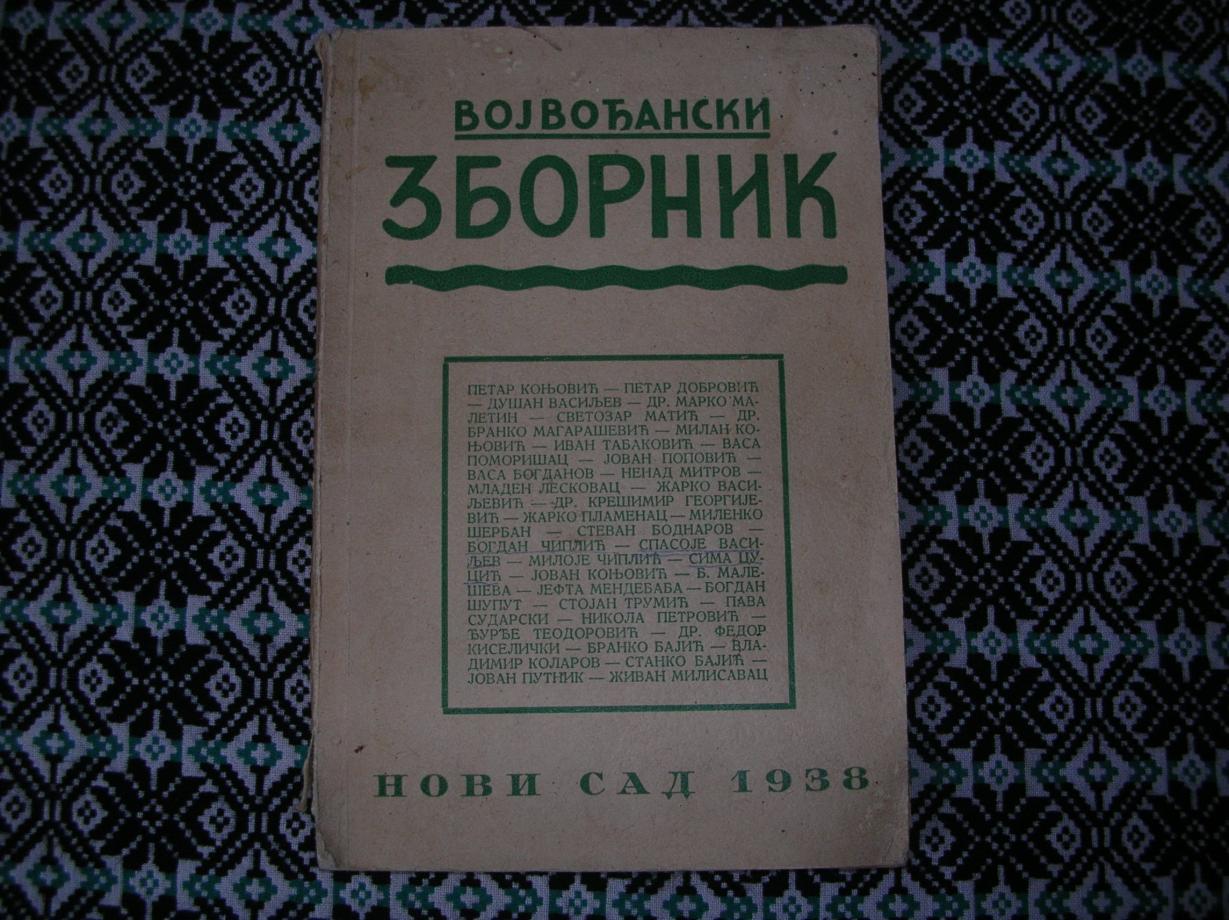 ВОЈВОЂАНСКИ
ЗБОРНИК
ПЕТАР КОЊОВИЋ — ПЕТАР ДОБРОВИЋ
— ДУШАН ВАСИЉЕВ — ДР. МАРКО МА-
ЛЕТИН — СВЕТОЗАР МАТИЋ — ДР.
БРАНКО МАГАРАШЕВИЋ — МИЛАН КО-
ЊОВИЋ — ИВАН ТАБАКОВИЋ — ВАСА
ПОМОРИШАЦ — ЈОВАН ПОПОВИЋ —
ВАСА БОГДАНОВ — НЕНАД МИТРОВ —
МЛАДЕН ЛЕСКОВАЦ — ЖАРКО ВАСИ-
ЉЕВИЋ — ДР. КРЕШИМИР ГЕОРГИЈЕ-
ВИЋ — ЖАРКО ПЛАМЕНАЦ — МИЛЕНКО
ШЕРБАН — СТЕВАН БОДНАРОВ —
БОГДАН ЧИПЛИЋ — СПАСОЈЕ ВАСИ-
ЉЕВ — МИЛОЈЕ ЧИПЛИЋ — СИМА ЦУ-
ЦИЋ — ЈОВАН КОЊОВИЋ — Б. МАЛЕ-
ШЕВА — ЈЕФТА МЕНДЕБАБА — БОГДАН
ШУПУТ — СТОЈАН ТРУМИЋ — ПАВА
СУДАРСКИ — НИКОЛА ПЕТРОВИЋ —
ЂУРЂЕ ТЕОДОРОВИЋ — ДР. ФЕДОР
КИСЕЛИЧКИ — БРАНКО БАЈИЋ — ВЛА-
ДИМИР КОЛАРОВ — СТАНКО БАЈИЋ —
ЈОВАН ПУТНИК — ЖИВАН МИЛИСАВАЦ
НОВИ САД 1938